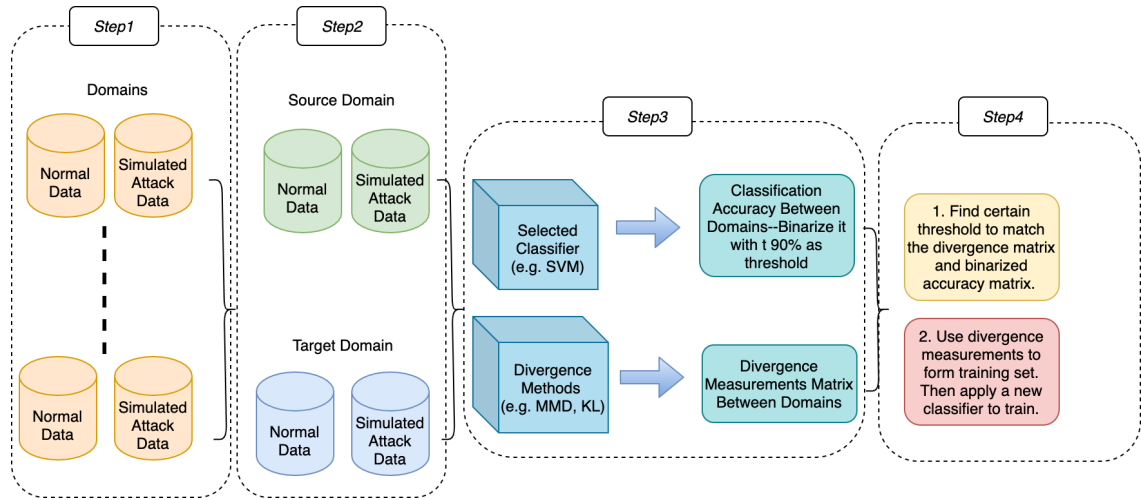 Step1
Domains
Normal
Data
Simulated
Attack
Data
Normal
Data
Simulated
Attack
Data
Step2
Source Domain
Normal
Data
Simulated
Attack
Data
Target Domain
Normal
Data
Simulated
Attack
Data
Step3
Selected
Classifier
(e.g. SVM)
Classification
Accuracy Between
Domains--Binarize it
with t 90% as
threshold
Divergence
Methods
(e.g. MMD, KL)
Divergence
Measurements Matrix
Between Domains
Step4
1. Find certain
threshold to match
the divergence matrix
and binarized
accuracy matrix.
2. Use divergence
measurements to
form training set.
Then apply a new
classifier to train.